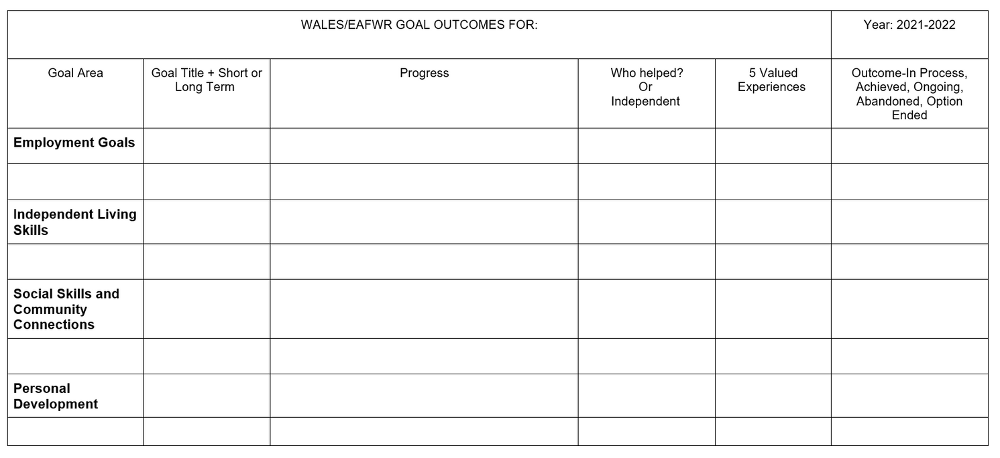 WALES/EAFWR GOAL OUTCOMES FOR:
Year: 2021-2022
Goal Area
Goal Title + Short or
Long Term
Progress
Who helped?
Or
Independent
5 Valued
Experiences
Outcome-In Process,
Achieved, Ongoing,
Abandoned, Option
Ended
Employment Goals
Independent Living
Skills
Social Skills and
Community
Connections
Personal
Development